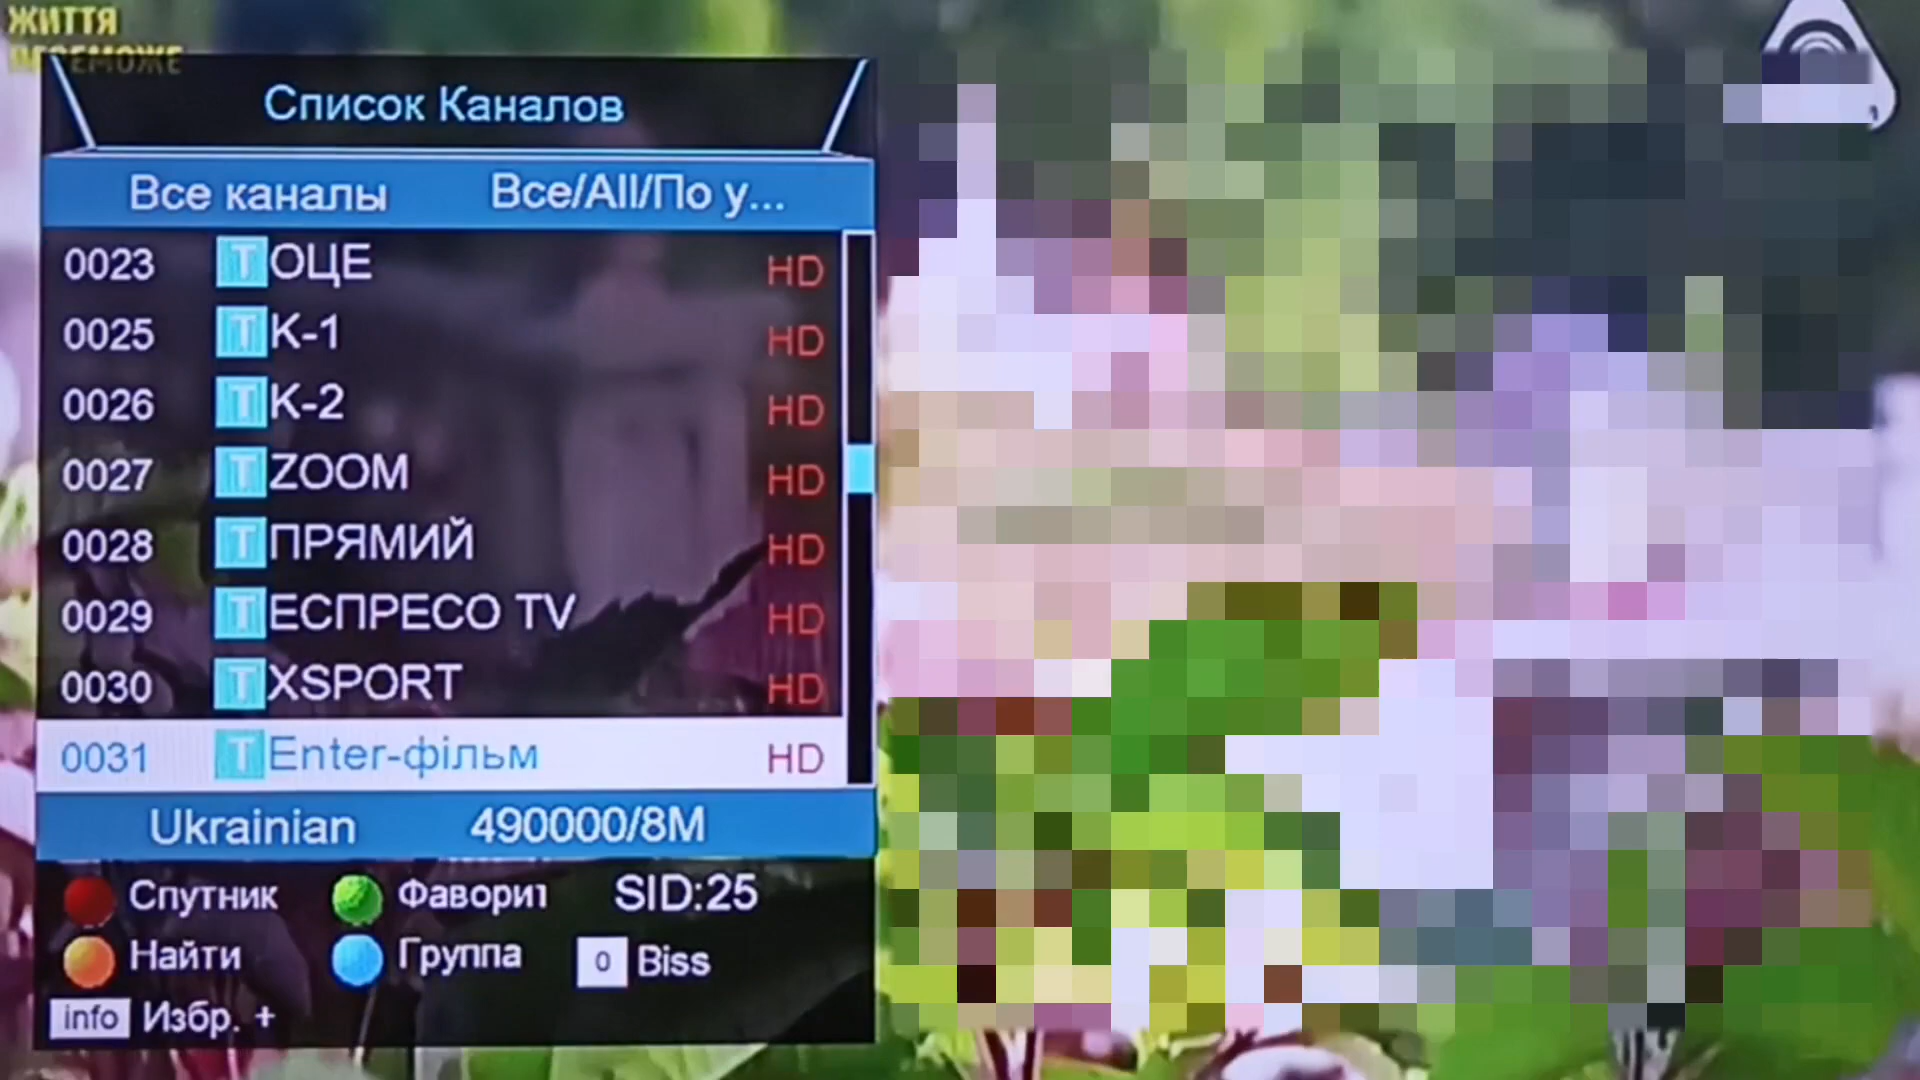 ЖИТТЯ
ПЕРЕМОЖЕ
Список Каналов
Все каналы Все/All/По у...
0023 T ОЦЕ HD
0025 T К-1 HD
0026 T К-2 HD
0027 T ZOOM HD
0028 T ПРЯМИЙ HD
0029 T ЕСПРЕСО TV HD
0030 T XSPORT HD
0031 T Enter-фільм HD
Ukrainian 490000/8M
Спутник Фаворит SID:25
Найти Группа 0 Biss
info Избр. +